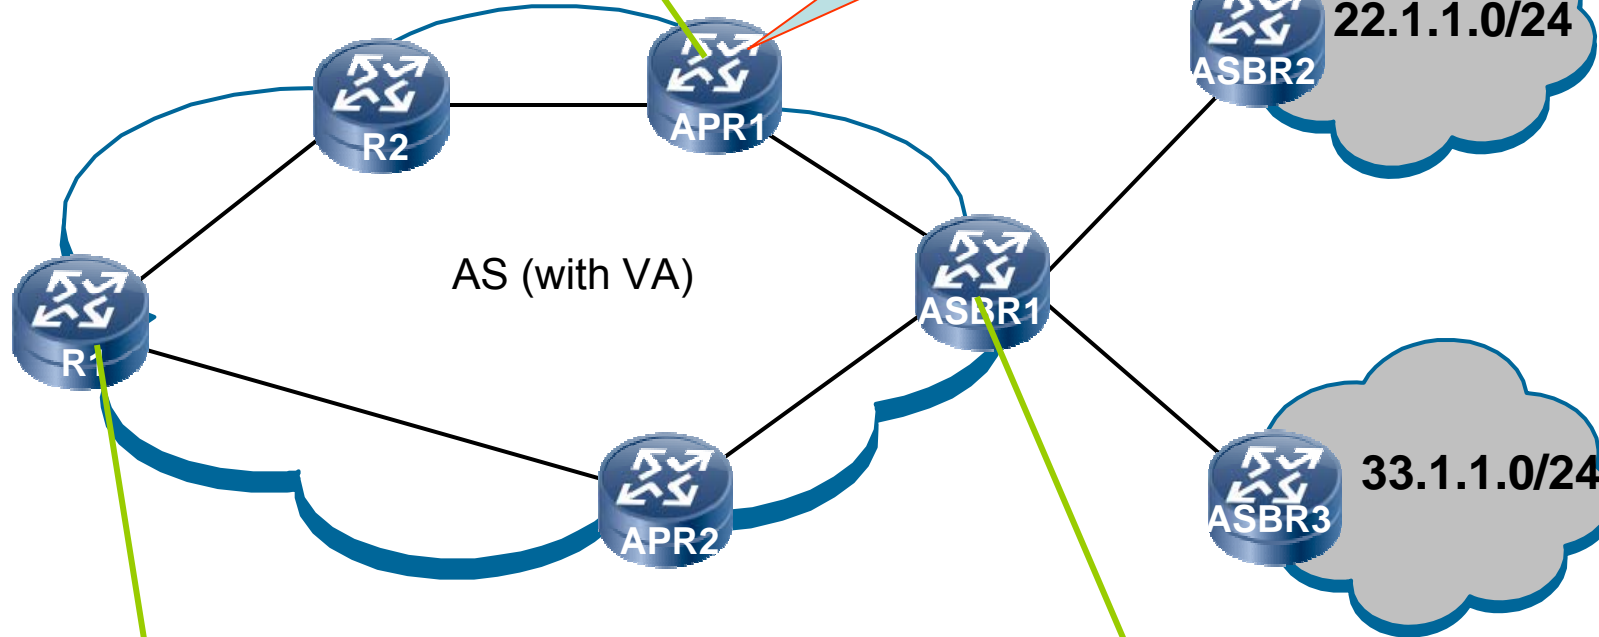 22.1.1.0/24
ASBR2
APR1
R2
AS (with VA)
ASBR1
R1
33.1.1.0/24
ASBR3
APR2